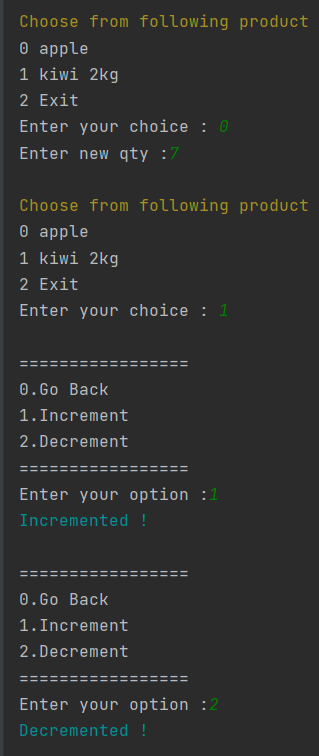 Choose from following product
0 apple
1 kiwi 2kg
2 Exit
Enter your choice : 0
Enter new qty :7
Choose from following product
0 apple
1 kiwi 2kg
2 Exit
Enter your choice : 1
=================
0.Go Back
1.Increment
2.Decrement
=================
Enter your option :1
Incremented !
=================
0.Go Back
1.Increment
2.Decrement
=================
Enter your option :2
Decremented !